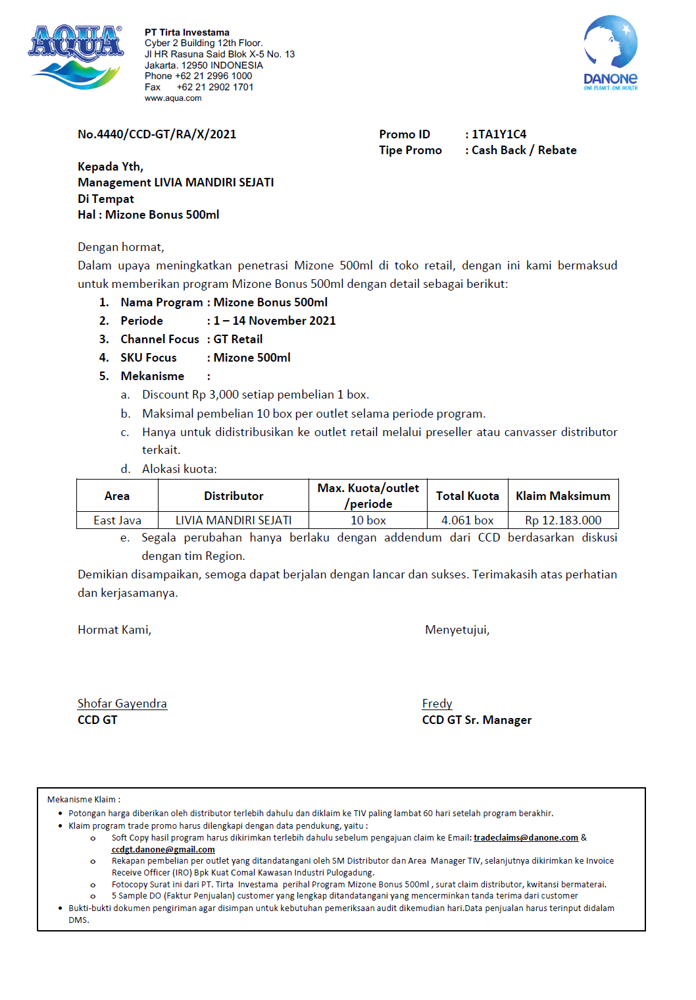 AQUA®
PT Tirta Investama
Cyber 2 Building 12th Floor.
Jl HR Rasuna Said Blok X-5 No. 13
Jakarta. 12950 INDONESIA
Phone +62 21 2996 1000
Fax +62 21 2902 1701
www.aqua.com
DANONE
ONE PLANET. ONE HEALTH
No.4440/CCD-GT/RA/X/2021
Promo ID : 1TA1Y1C4
Tipe Promo : Cash Back / Rebate
Kepada Yth,
Management LIVIA MANDIRI SEJATI
Di Tempat
Hal : Mizone Bonus 500ml
Dengan hormat,
Dalam upaya meningkatkan penetrasi Mizone 500ml di toko retail, dengan ini kami bermaksud
untuk memberikan program Mizone Bonus 500ml dengan detail sebagai berikut:
1. Nama Program : Mizone Bonus 500ml
2. Periode : 1 – 14 November 2021
3. Channel Focus : GT Retail
4. SKU Focus : Mizone 500ml
5. Mekanisme :
a. Discount Rp 3,000 setiap pembelian 1 box.
b. Maksimal pembelian 10 box per outlet selama periode program.
c. Hanya untuk didistribusikan ke outlet retail melalui preseller atau canvasser distributor
terkait.
d. Alokasi kuota:
Area Distributor Max. Kuota/outlet /periode Total Kuota Klaim Maksimum
East Java LIVIA MANDIRI SEJATI 10 box 4.061 box Rp 12.183.000
e. Segala perubahan hanya berlaku dengan addendum dari CCD berdasarkan diskusi
dengan tim Region.
Demikian disampaikan, semoga dapat berjalan dengan lancar dan sukses. Terimakasih atas perhatian
dan kerjasamanya.
Hormat Kami, Menyetujui,
Shofar Gayendra Fredy
CCD GT CCD GT Sr. Manager
Mekanisme Klaim :
• Potongan harga diberikan oleh distributor terlebih dahulu dan diklaim ke TIV paling lambat 60 hari setelah program berakhir.
• Klaim program trade promo harus dilengkapi dengan data pendukung, yaitu :
o Soft Copy hasil program harus dikirimkan terlebih dahulu sebelum pengajuan claim ke Email: tradeclaims@danone.com &
ccdgt.danone@gmail.com
o Rekapan pembelian per outlet yang ditandatangani oleh SM Distributor dan Area Manager TIV, selanjutnya dikirimkan ke Invoice
Receive Officer (IRO) Bpk Kuat Comal Kawasan Industri Pulogadung.
o Fotocopy Surat ini dari PT. Tirta Investama perihal Program Mizone Bonus 500ml , surat claim distributor, kwitansi bermaterai.
o 5 Sample DO (Faktur Penjualan) customer yang lengkap ditandatangani yang mencerminkan tanda terima dari customer
• Bukti-bukti dokumen pengiriman agar disimpan untuk kebutuhan pemeriksaan audit dikemudian hari.Data penjualan harus terinput didalam
DMS.